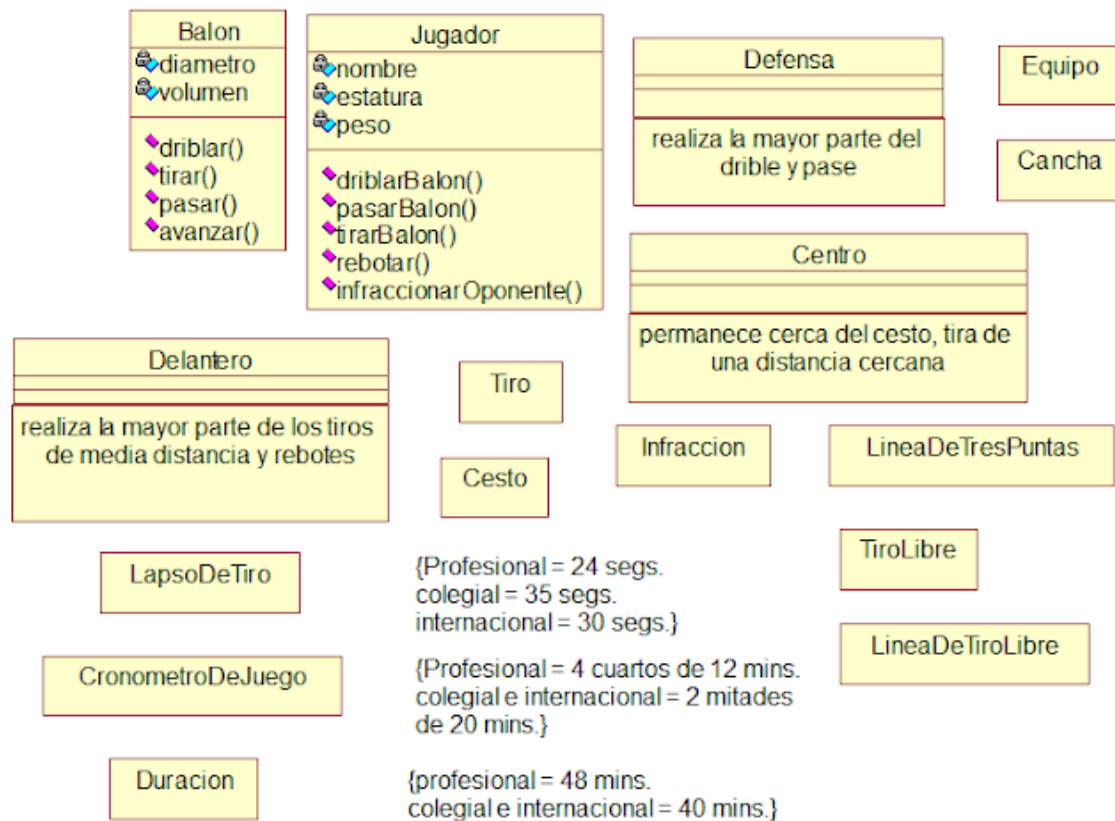 Balon
diametro
volumen
driblar()
tirar()
pasar()
avanzar()
Jugador
nombre
estatura
peso
driblarBalon()
pasarBalon()
tirarBalon()
rebotar()
infraccionarOponente()
Defensa
realiza la mayor parte del
drible y pase
Equipo
Cancha
Centro
permanece cerca del cesto, tira de
una distancia cercana
Delantero
realiza la mayor parte de los tiros
de media distancia y rebotes
Tiro
Cesto
Infraccion
LineaDeTresPuntas
LapsoDeTiro
{Profesional = 24 segs.
colegial = 35 segs.
internacional = 30 segs.}
TiroLibre
LineaDeTiroLibre
CronometroDeJuego
{Profesional = 4 cuartos de 12 mins.
colegial e internacional = 2 mitades
de 20 mins.}
Duracion
{profesional = 48 mins.
colegial e internacional = 40 mins.}